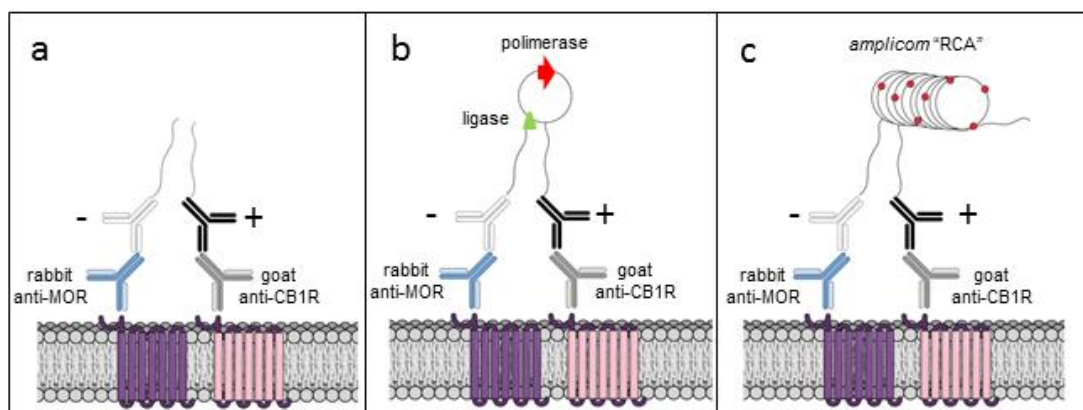 a
-
+
rabbit
anti-MOR
goat
anti-CB1R
b
polimerase
ligase
-
+
rabbit
anti-MOR
goat
anti-CB1R
c
amplicom “RCA”
-
+
rabbit
anti-MOR
goat
anti-CB1R